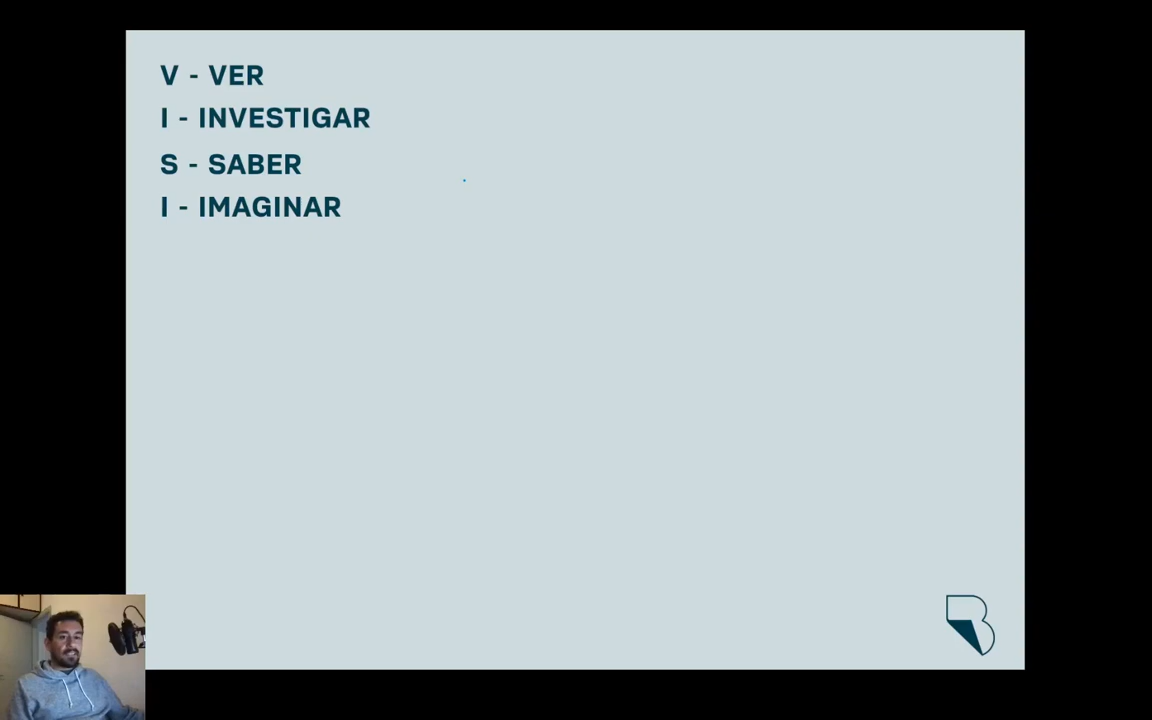 V - VER
I - INVESTIGAR
S - SABER
I - IMAGINAR